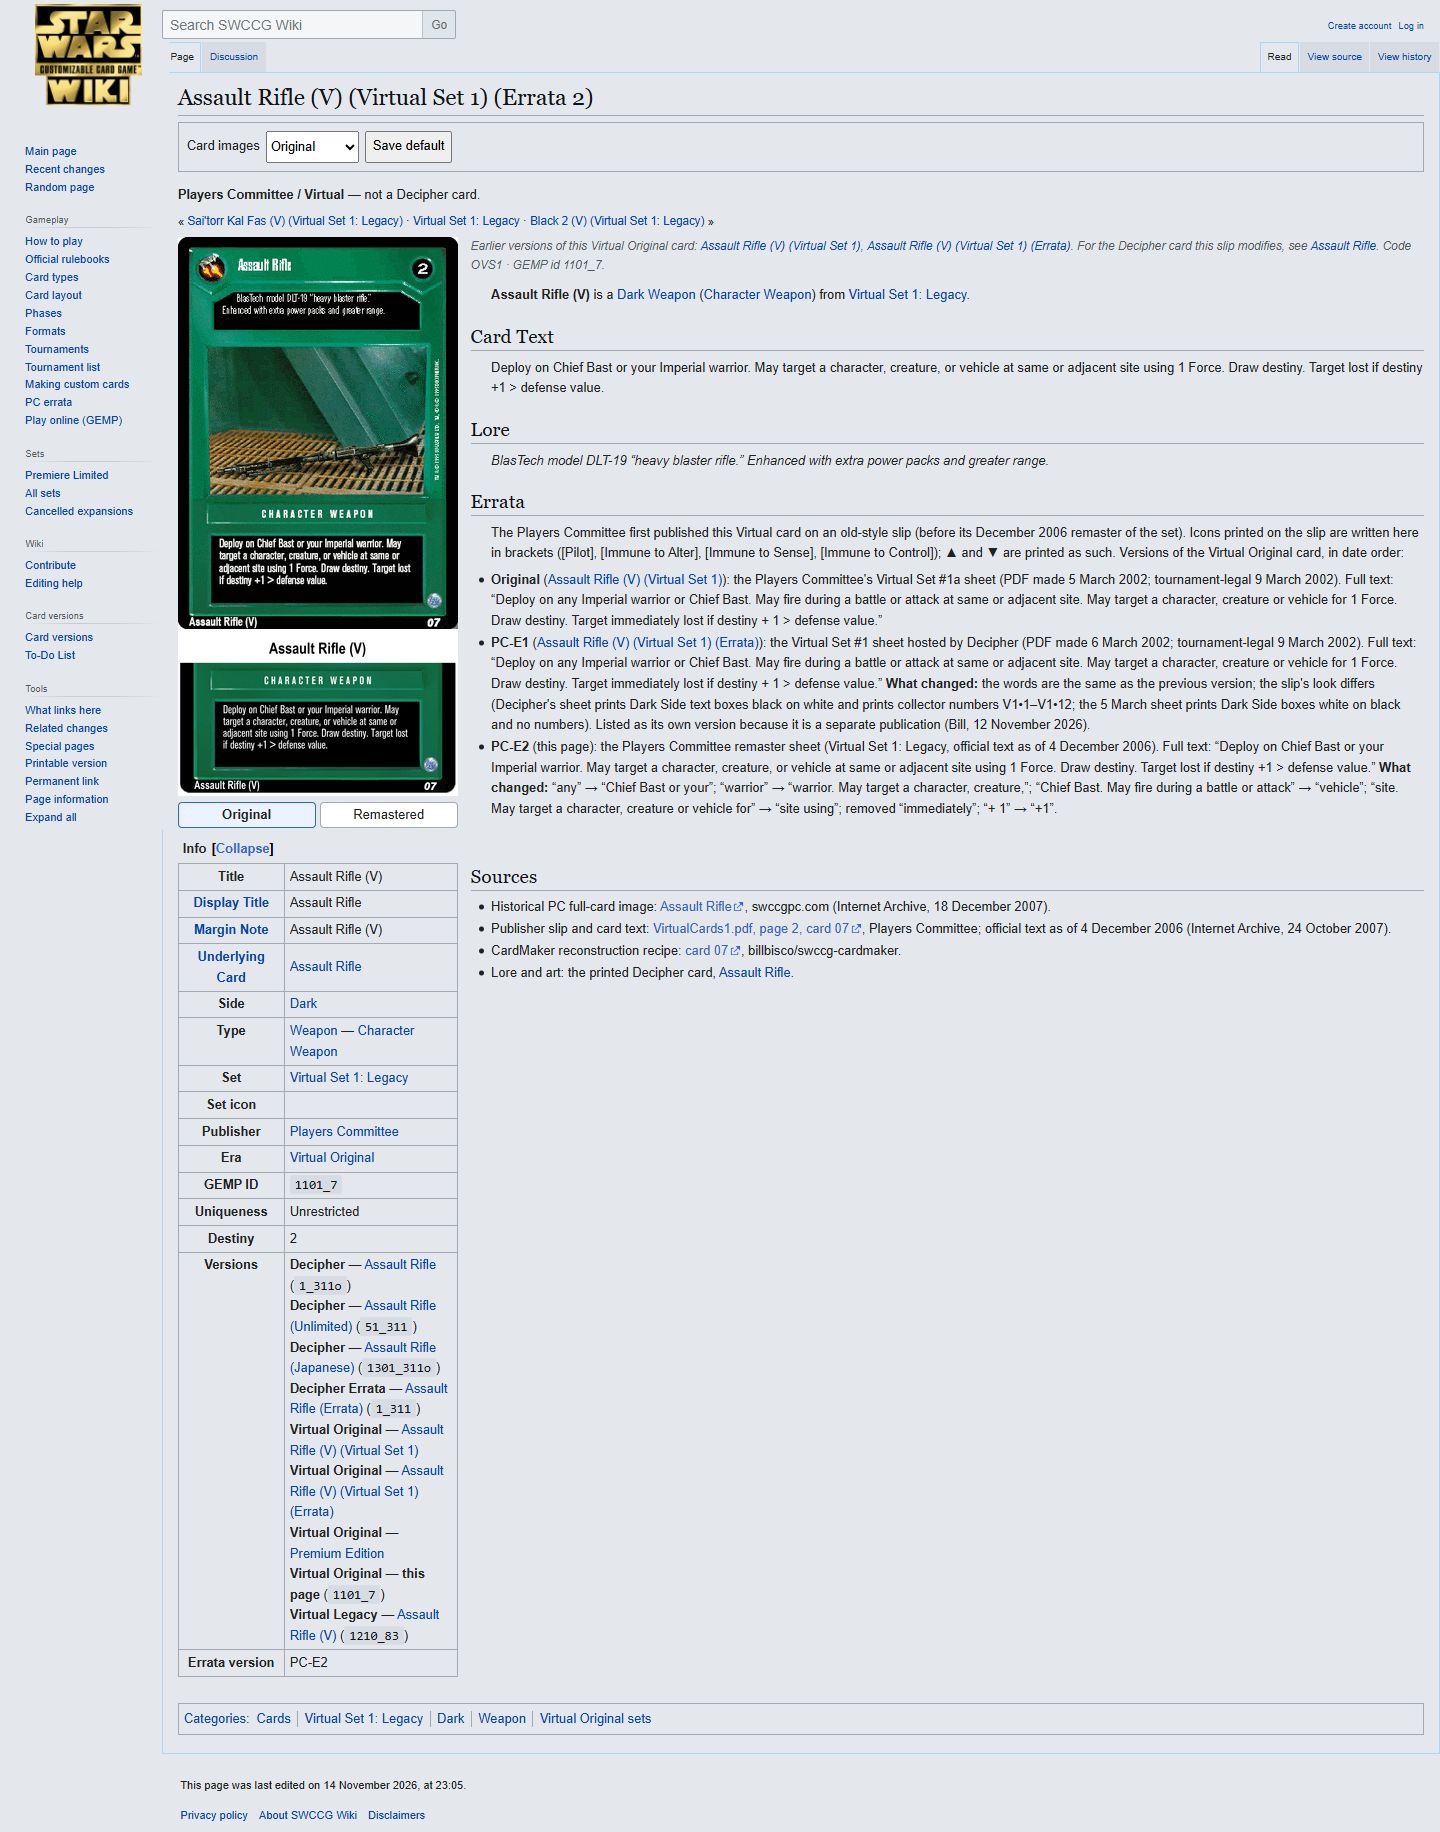 STAR WARS
CUSTOMIZABLE CARD GAME
WIKI
Search SWCCG Wiki
Go
Create account Log in
Page Discussion
Read View source View history
Main page
Recent changes
Random page
Gameplay
How to play
Official rulebooks
Card types
Card layout
Phases
Formats
Tournaments
Tournament list
Making custom cards
PC errata
Play online (GEMP)
Sets
Premiere Limited
All sets
Cancelled expansions
Wiki
Contribute
Editing help
Card versions
Card versions
To-Do List
Tools
What links here
Related changes
Special pages
Printable version
Permanent link
Page information
Expand all
Assault Rifle (V) (Virtual Set 1) (Errata 2)
Card images Original Save default
Players Committee / Virtual — not a Decipher card.
« Sai'torr Kal Fas (V) (Virtual Set 1: Legacy) · Virtual Set 1: Legacy · Black 2 (V) (Virtual Set 1: Legacy) »
Assault Rifle
2
BlasTech model DLT-19 "heavy blaster rifle."
Enhanced with extra power packs and greater range.
CHARACTER WEAPON
Deploy on Chief Bast or your Imperial warrior. May
target a character, creature, or vehicle at same or
adjacent site using 1 Force. Draw destiny. Target lost
if destiny +1 > defense value.
Assault Rifle (V) 07
Assault Rifle (V)
CHARACTER WEAPON
Deploy on Chief Bast or your Imperial warrior. May
target a character, creature, or vehicle at same or
adjacent site using 1 Force. Draw destiny. Target lost
if destiny +1 > defense value.
Assault Rifle (V) 07
Original Remastered
Info [Collapse]
Title Assault Rifle (V)
Display Title Assault Rifle
Margin Note Assault Rifle (V)
Underlying
Card Assault Rifle
Side Dark
Type Weapon — Character
Weapon
Set Virtual Set 1: Legacy
Set icon
Publisher Players Committee
Era Virtual Original
GEMP ID 1101_7
Uniqueness Unrestricted
Destiny 2
Versions Decipher — Assault Rifle
( 1_311o )
Decipher — Assault Rifle
(Unlimited) ( 51_311 )
Decipher — Assault Rifle
(Japanese) ( 1301_311o )
Decipher Errata — Assault
Rifle (Errata) ( 1_311 )
Virtual Original — Assault
Rifle (V) (Virtual Set 1)
Virtual Original — Assault
Rifle (V) (Virtual Set 1)
(Errata)
Virtual Original —
Premium Edition
Virtual Original — this
page ( 1101_7 )
Virtual Legacy — Assault
Rifle (V) ( 1210_83 )
Errata version PC-E2
Earlier versions of this Virtual Original card: Assault Rifle (V) (Virtual Set 1), Assault Rifle (V) (Virtual Set 1) (Errata). For the Decipher card this slip modifies, see Assault Rifle. Code
OVS1 · GEMP id 1101_7.
Assault Rifle (V) is a Dark Weapon (Character Weapon) from Virtual Set 1: Legacy.
Card Text
Deploy on Chief Bast or your Imperial warrior. May target a character, creature, or vehicle at same or adjacent site using 1 Force. Draw destiny. Target lost if destiny
+1 > defense value.
Lore
BlasTech model DLT-19 “heavy blaster rifle.” Enhanced with extra power packs and greater range.
Errata
The Players Committee first published this Virtual card on an old-style slip (before its December 2006 remaster of the set). Icons printed on the slip are written here
in brackets ([Pilot], [Immune to Alter], [Immune to Sense], [Immune to Control]); ▲ and ▼ are printed as such. Versions of the Virtual Original card, in date order:
• Original (Assault Rifle (V) (Virtual Set 1)): the Players Committee’s Virtual Set #1a sheet (PDF made 5 March 2002; tournament-legal 9 March 2002). Full text:
“Deploy on any Imperial warrior or Chief Bast. May fire during a battle or attack at same or adjacent site. May target a character, creature or vehicle for 1 Force.
Draw destiny. Target immediately lost if destiny + 1 > defense value.”
• PC-E1 (Assault Rifle (V) (Virtual Set 1) (Errata)): the Virtual Set #1 sheet hosted by Decipher (PDF made 6 March 2002; tournament-legal 9 March 2002). Full text:
“Deploy on any Imperial warrior or Chief Bast. May fire during a battle or attack at same or adjacent site. May target a character, creature or vehicle for 1 Force.
Draw destiny. Target immediately lost if destiny + 1 > defense value.” What changed: the words are the same as the previous version; the slip’s look differs
(Decipher’s sheet prints Dark Side text boxes black on white and prints collector numbers V1•1–V1•12; the 5 March sheet prints Dark Side boxes white on black
and no numbers). Listed as its own version because it is a separate publication (Bill, 12 November 2026).
• PC-E2 (this page): the Players Committee remaster sheet (Virtual Set 1: Legacy, official text as of 4 December 2006). Full text: “Deploy on Chief Bast or your
Imperial warrior. May target a character, creature, or vehicle at same or adjacent site using 1 Force. Draw destiny. Target lost if destiny +1 > defense value.” What
changed: “any” → “Chief Bast or your”; “warrior” → “warrior. May target a character, creature,”; “Chief Bast. May fire during a battle or attack” → “vehicle”; “site.
May target a character, creature or vehicle for” → “site using”; removed “immediately”; “+ 1” → “+1”.
Sources
• Historical PC full-card image: Assault Rifle, swccgpc.com (Internet Archive, 18 December 2007).
• Publisher slip and card text: VirtualCards1.pdf, page 2, card 07, Players Committee; official text as of 4 December 2006 (Internet Archive, 24 October 2007).
• CardMaker reconstruction recipe: card 07, billbisco/swccg-cardmaker.
• Lore and art: the printed Decipher card, Assault Rifle.
Categories: Cards | Virtual Set 1: Legacy | Dark | Weapon | Virtual Original sets
This page was last edited on 14 November 2026, at 23:05.
Privacy policy About SWCCG Wiki Disclaimers